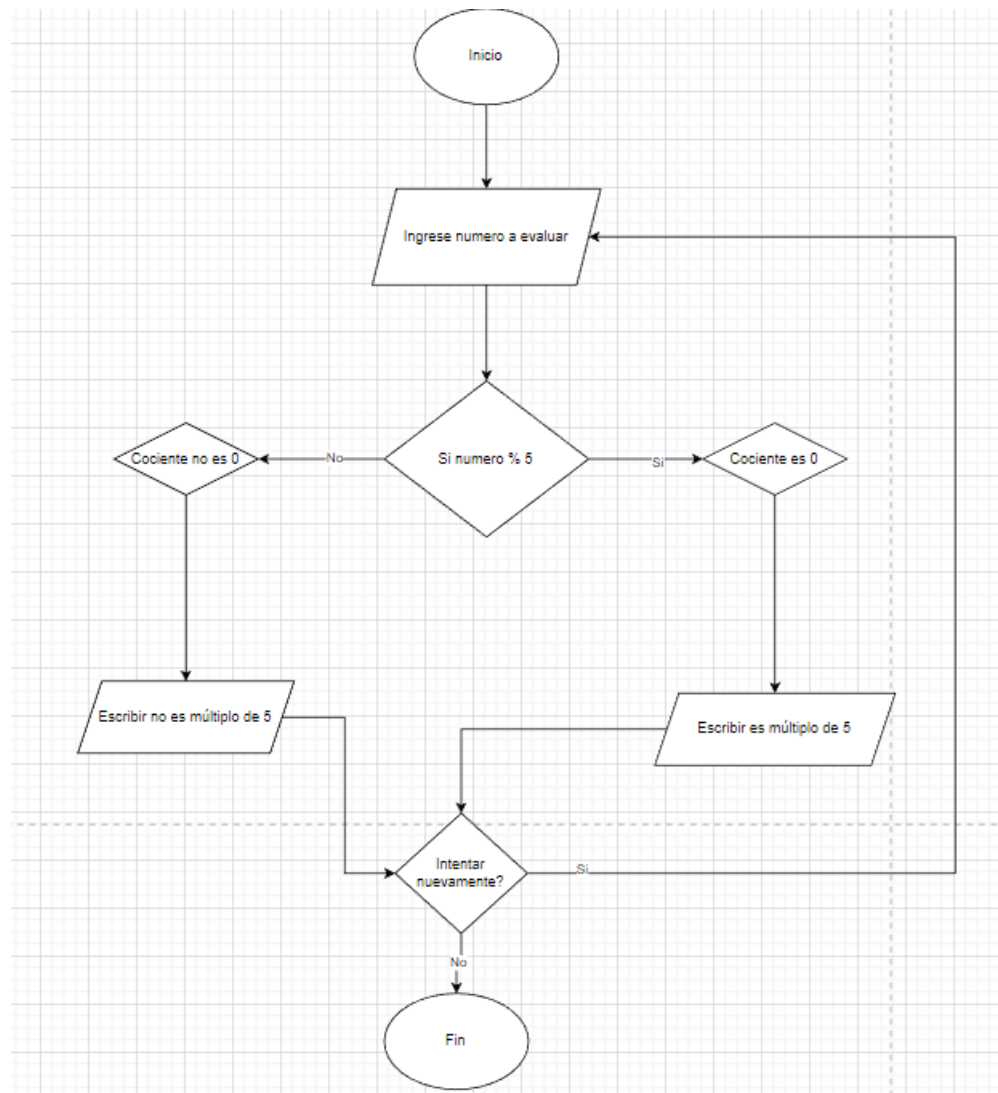 Inicio
Ingrese numero a evaluar
Cociente no es 0
No
Si numero % 5
Si
Cociente es 0
Escribir no es múltiplo de 5
Escribir es múltiplo de 5
Intentar
nuevamente?
Si
No
Fin